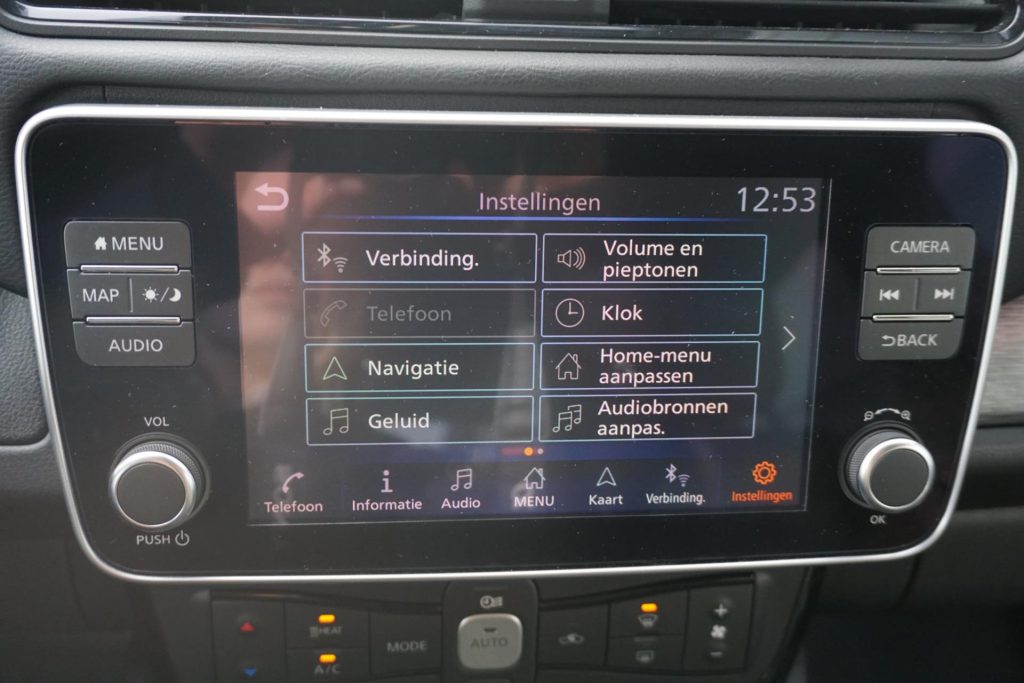 Instellingen
12:53
MENU
MAP
AUDIO
Verbinding.
Volume en
pieptonen
Telefoon
Klok
Navigatie
Home-menu
aanpassen
Geluid
Audiobronnen
aanpas.
CAMERA
BACK
Telefoon
Informatie
Audio
MENU
Kaart
Verbinding.
Instellingen
VOL
PUSH
OK
HEAT
A/C
MODE
AUTO